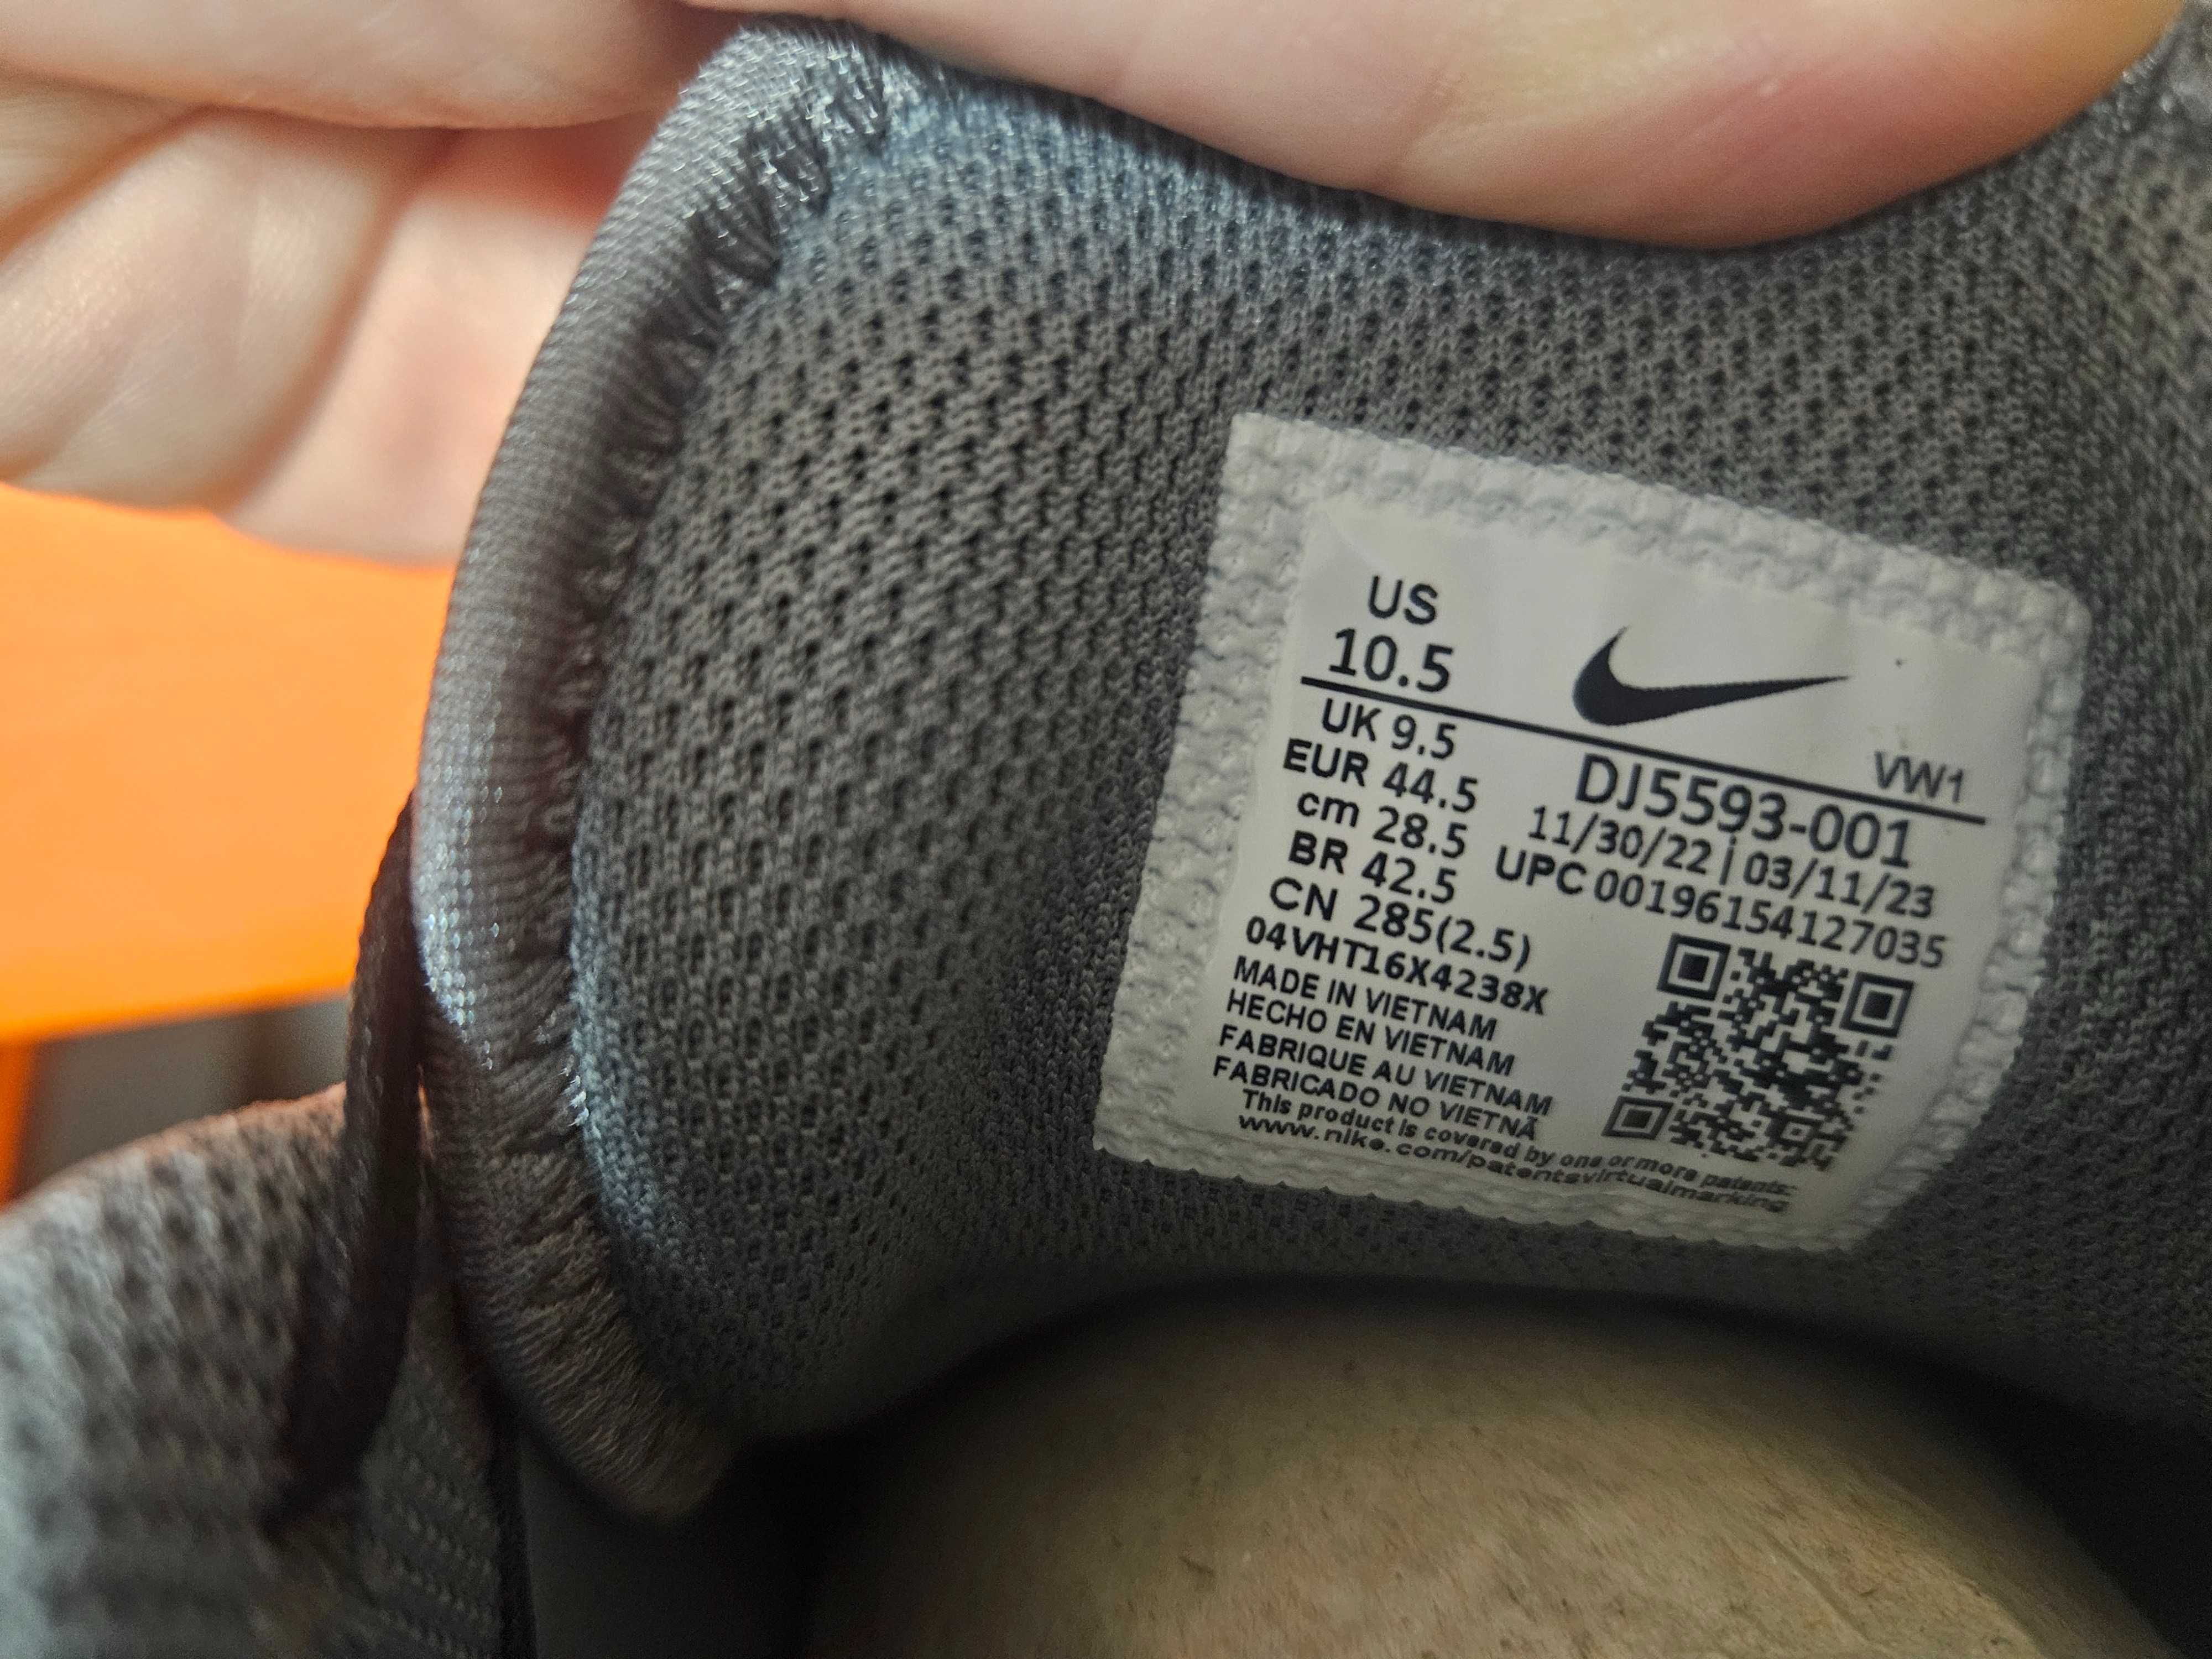 US
10.5
UK 9.5
EUR 44.5
cm 28.5
BR 42.5
CN 285(2.5)
04VHT16X4238X
VW1
DJ5593-001
11/30/22 | 03/11/23
UPC 00196154127035
MADE IN VIETNAM
HECHO EN VIETNAM
FABRIQUE AU VIETNAM
FABRICADO NO VIETNÃ
This product is covered by one or more patents:
www.nike.com/patentsvirtualmarking